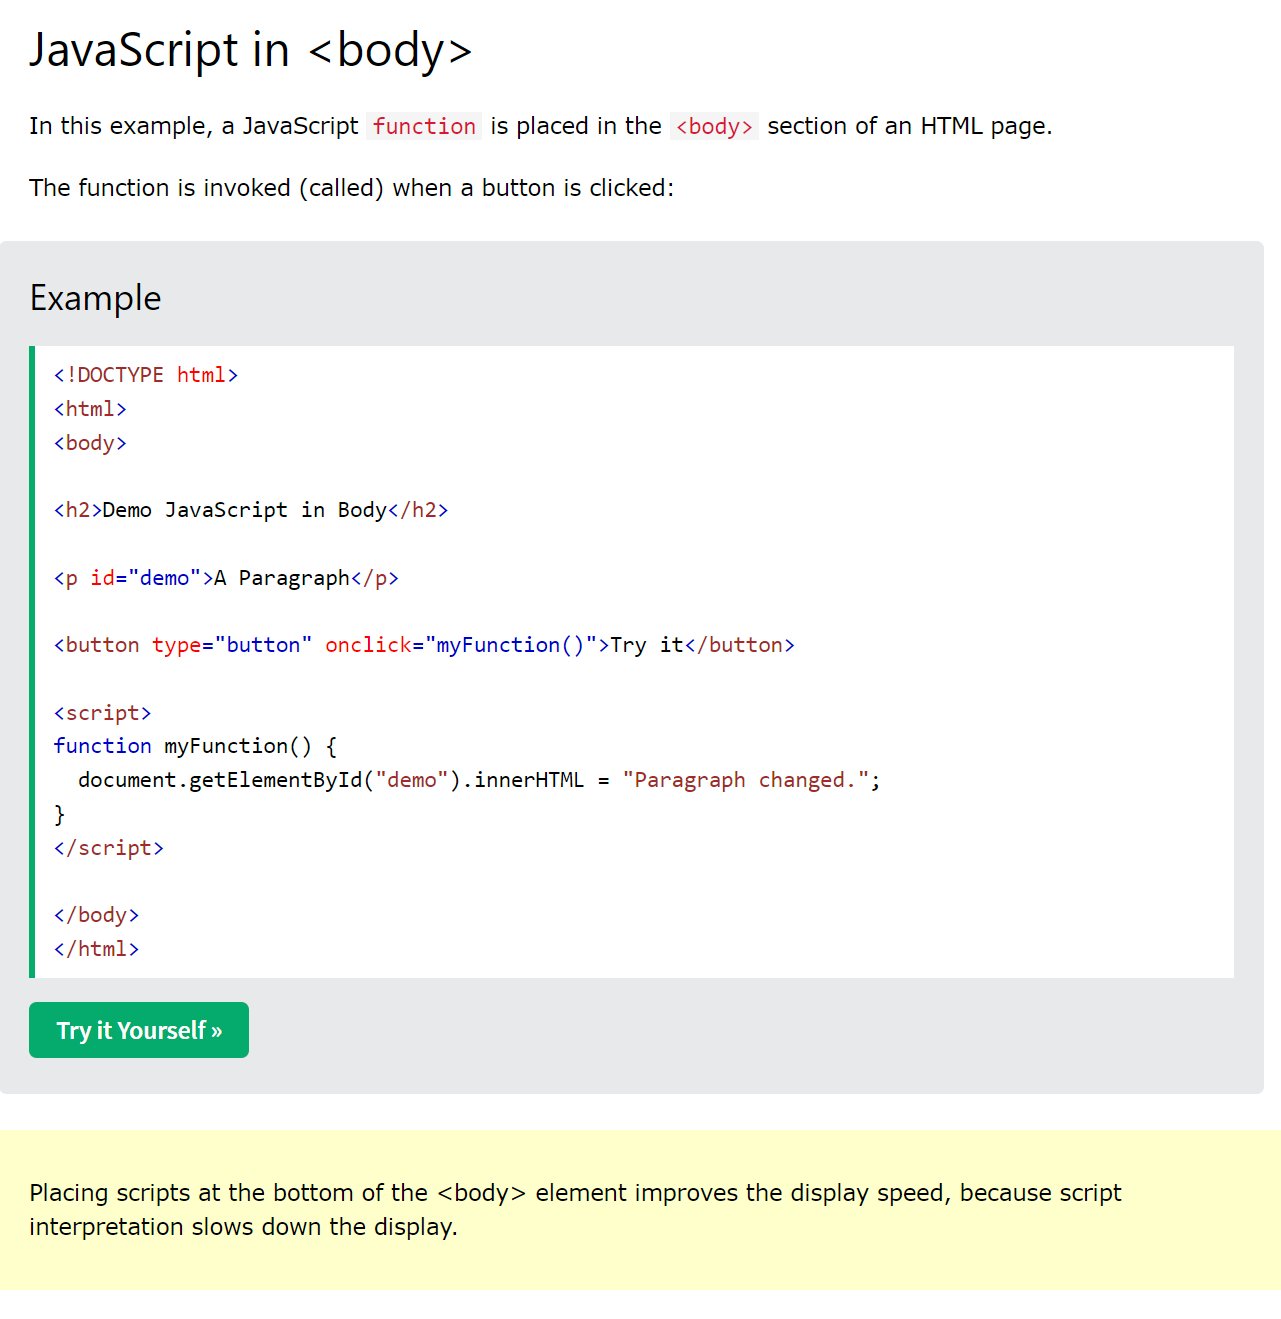 JavaScript in <body>
In this example, a JavaScript function is placed in the <body> section of an HTML page.
The function is invoked (called) when a button is clicked:
Example
<!DOCTYPE html>
<html>
<body>
<h2>Demo JavaScript in Body</h2>
<p id="demo">A Paragraph</p>
<button type="button" onclick="myFunction()">Try it</button>
<script>
function myFunction() {
  document.getElementById("demo").innerHTML = "Paragraph changed.";
}
</script>
</body>
</html>
Try it Yourself »
Placing scripts at the bottom of the <body> element improves the display speed, because script
interpretation slows down the display.